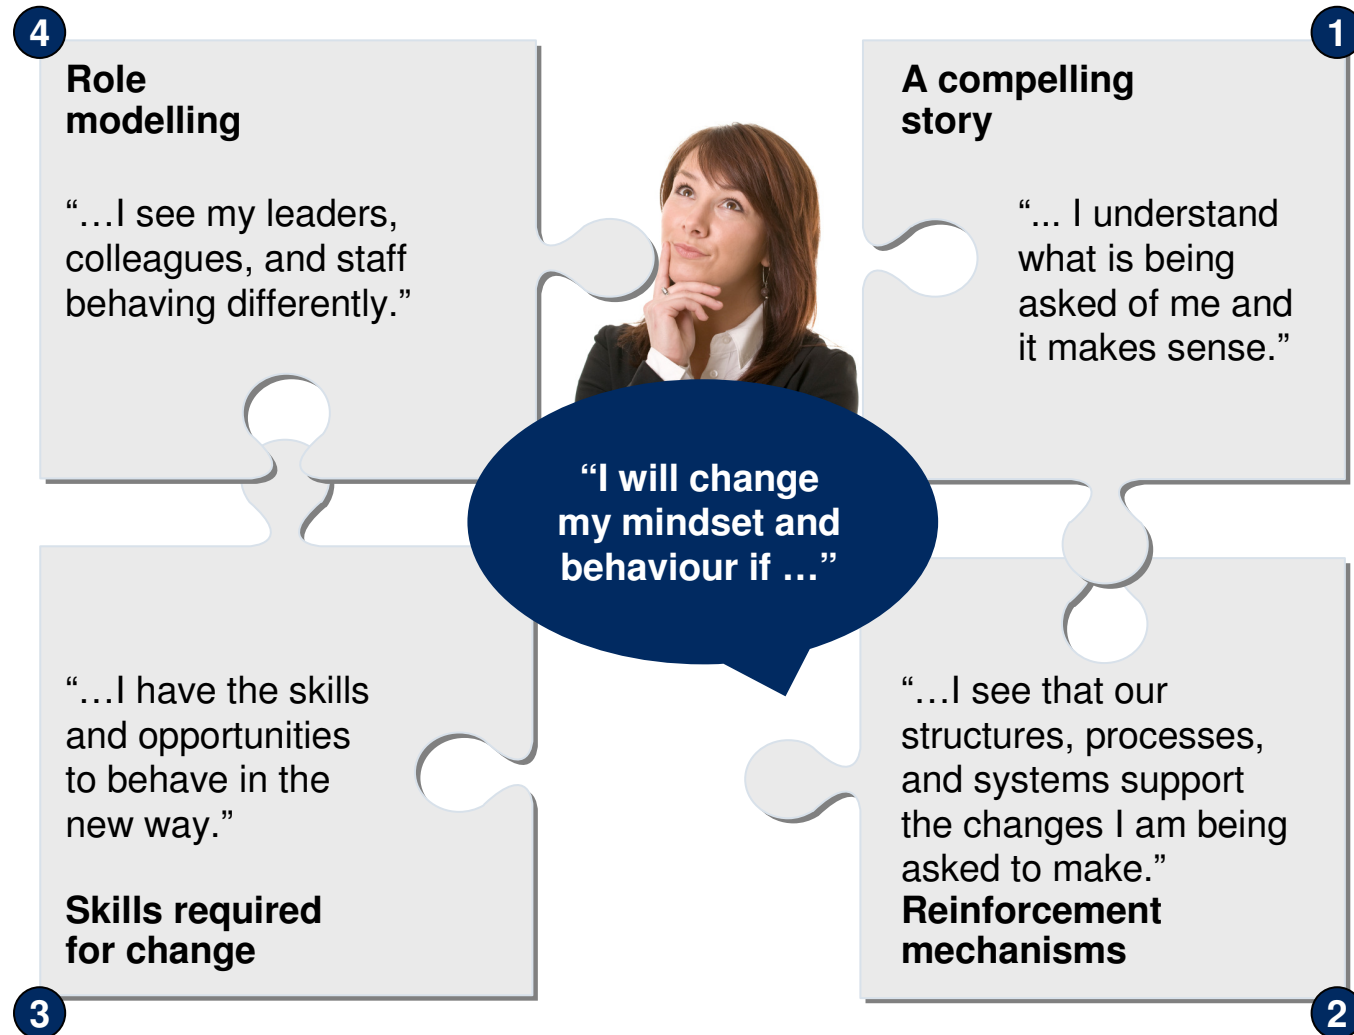 4
Role
modelling
“…I see my leaders,
colleagues, and staff
behaving differently.”
1
A compelling
story
“... I understand
what is being
asked of me and
it makes sense.”
“I will change
my mindset and
behaviour if …”
“…I have the skills
and opportunities
to behave in the
new way.”
Skills required
for change
3
“…I see that our
structures, processes,
and systems support
the changes I am being
asked to make.”
Reinforcement
mechanisms
2